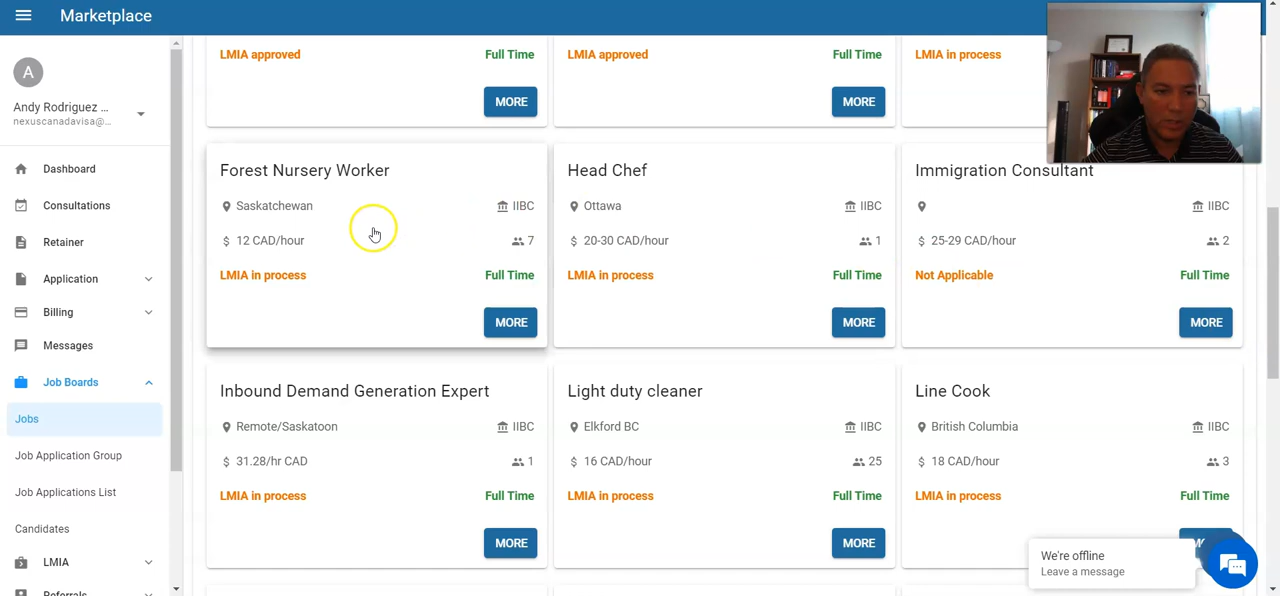 Marketplace
A
Andy Rodriguez ...
nexuscanadavisa@...
Dashboard
Consultations
Retainer
Application
Billing
Messages
Job Boards
Jobs
Job Application Group
Job Applications List
Candidates
LMIA
Referrals
LMIA approved Full Time
MORE
LMIA approved Full Time
MORE
LMIA in process
Forest Nursery Worker
Saskatchewan IIBC
$ 12 CAD/hour 7
LMIA in process Full Time
MORE
Head Chef
Ottawa IIBC
$ 20-30 CAD/hour 1
LMIA in process Full Time
MORE
Immigration Consultant
IIBC
$ 25-29 CAD/hour 2
Not Applicable Full Time
MORE
Inbound Demand Generation Expert
Remote/Saskatoon IIBC
$ 31.28/hr CAD 1
LMIA in process Full Time
MORE
Light duty cleaner
Elkford BC IIBC
$ 16 CAD/hour 25
LMIA in process Full Time
MORE
Line Cook
British Columbia IIBC
$ 18 CAD/hour 3
LMIA in process Full Time
We're offline
Leave a message